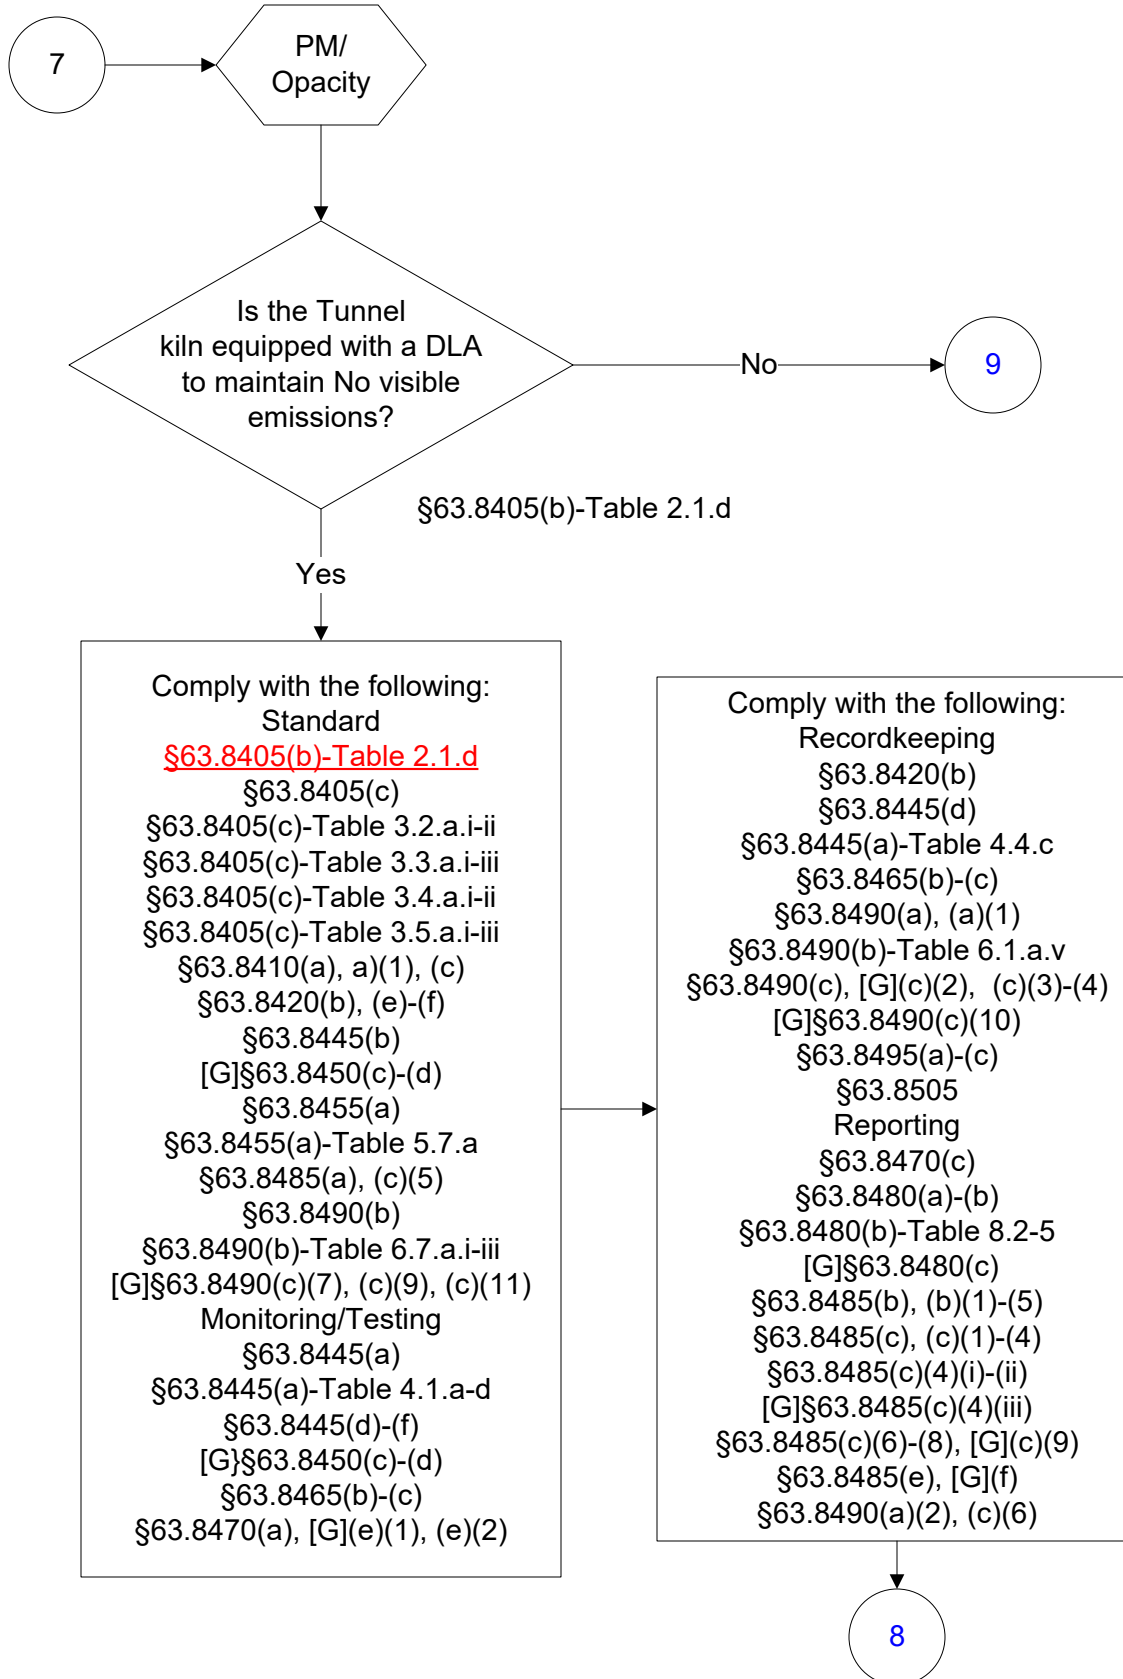 7
PM/
Opacity
Is the Tunnel
kiln equipped with a DLA
to maintain No visible
emissions?
No
9
§63.8405(b)-Table 2.1.d
Yes
Comply with the following:
Standard
§63.8405(b)-Table 2.1.d
§63.8405(c)
§63.8405(c)-Table 3.2.a.i-ii
§63.8405(c)-Table 3.3.a.i-iii
§63.8405(c)-Table 3.4.a.i-ii
§63.8405(c)-Table 3.5.a.i-iii
§63.8410(a), a)(1), (c)
§63.8420(b), (e)-(f)
§63.8445(b)
[G]§63.8450(c)-(d)
§63.8455(a)
§63.8455(a)-Table 5.7.a
§63.8485(a), (c)(5)
§63.8490(b)
§63.8490(b)-Table 6.7.a.i-iii
[G]§63.8490(c)(7), (c)(9), (c)(11)
Monitoring/Testing
§63.8445(a)
§63.8445(a)-Table 4.1.a-d
§63.8445(d)-(f)
[G}§63.8450(c)-(d)
§63.8465(b)-(c)
§63.8470(a), [G](e)(1), (e)(2)
Comply with the following:
Recordkeeping
§63.8420(b)
§63.8445(d)
§63.8445(a)-Table 4.4.c
§63.8465(b)-(c)
§63.8490(a), (a)(1)
§63.8490(b)-Table 6.1.a.v
§63.8490(c), [G](c)(2), (c)(3)-(4)
[G]§63.8490(c)(10)
§63.8495(a)-(c)
§63.8505
Reporting
§63.8470(c)
§63.8480(a)-(b)
§63.8480(b)-Table 8.2-5
[G]§63.8480(c)
§63.8485(b), (b)(1)-(5)
§63.8485(c), (c)(1)-(4)
§63.8485(c)(4)(i)-(ii)
[G]§63.8485(c)(4)(iii)
§63.8485(c)(6)-(8), [G](c)(9)
§63.8485(e), [G](f)
§63.8490(a)(2), (c)(6)
8